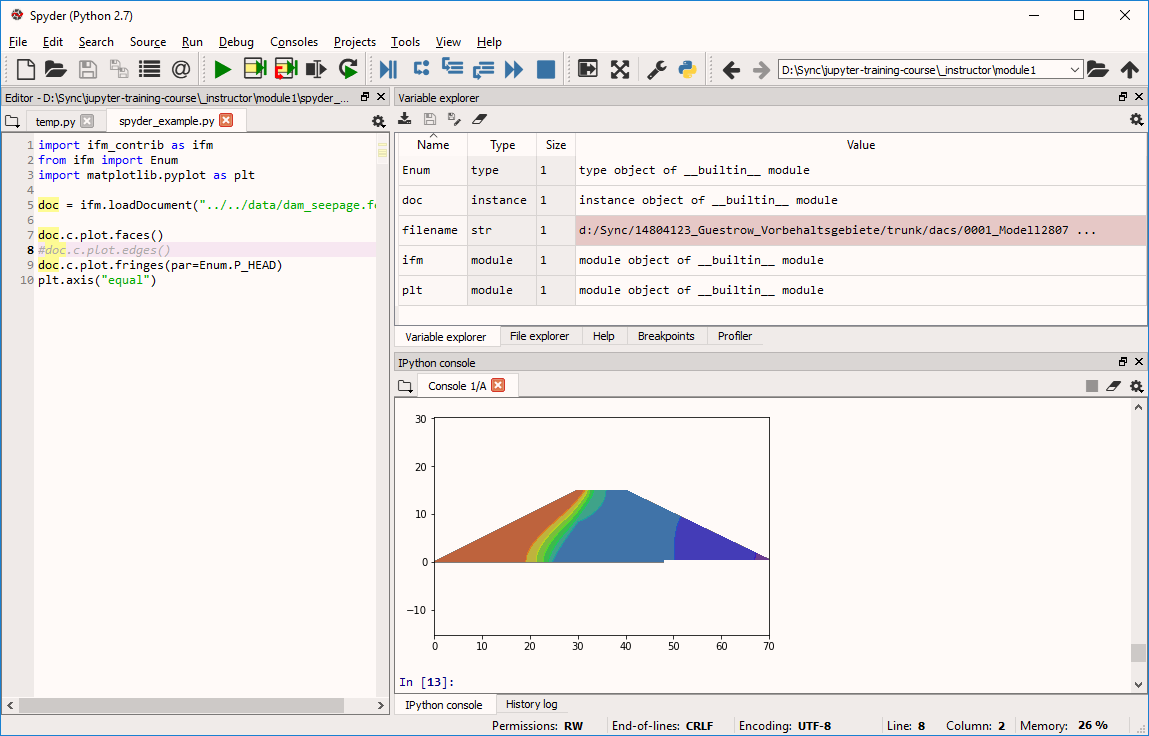 Spyder (Python 2.7)
File Edit Search Source Run Debug Consoles Projects Tools View Help
D:\Sync\jupyter-training-course\_instructor\module1
Editor - D:\Sync\jupyter-training-course\_instructor\module1\spyder_...
temp.py spyder_example.py
1 import ifm_contrib as ifm
2 from ifm import Enum
3 import matplotlib.pyplot as plt
4
5 doc = ifm.loadDocument("../../data/dam_seepage.f
6
7 doc.c.plot.faces()
8 #doc.c.plot.edges()
9 doc.c.plot.fringes(par=Enum.P_HEAD)
10 plt.axis("equal")
Variable explorer
Name Type Size Value
Enum type 1 type object of __builtin__ module
doc instance 1 instance object of __builtin__ module
filename str 1 d:/Sync/14804123_Guestrow_Vorbehaltsgebiete/trunk/dacs/0001_Modell2807 ...
ifm module 1 module object of __builtin__ module
plt module 1 module object of __builtin__ module
Variable explorer File explorer Help Breakpoints Profiler
IPython console
Console 1/A
30
20
10
0
−10
0 10 20 30 40 50 60 70
In [13]:
IPython console History log
Permissions: RW End-of-lines: CRLF Encoding: UTF-8 Line: 8 Column: 2 Memory: 26 %